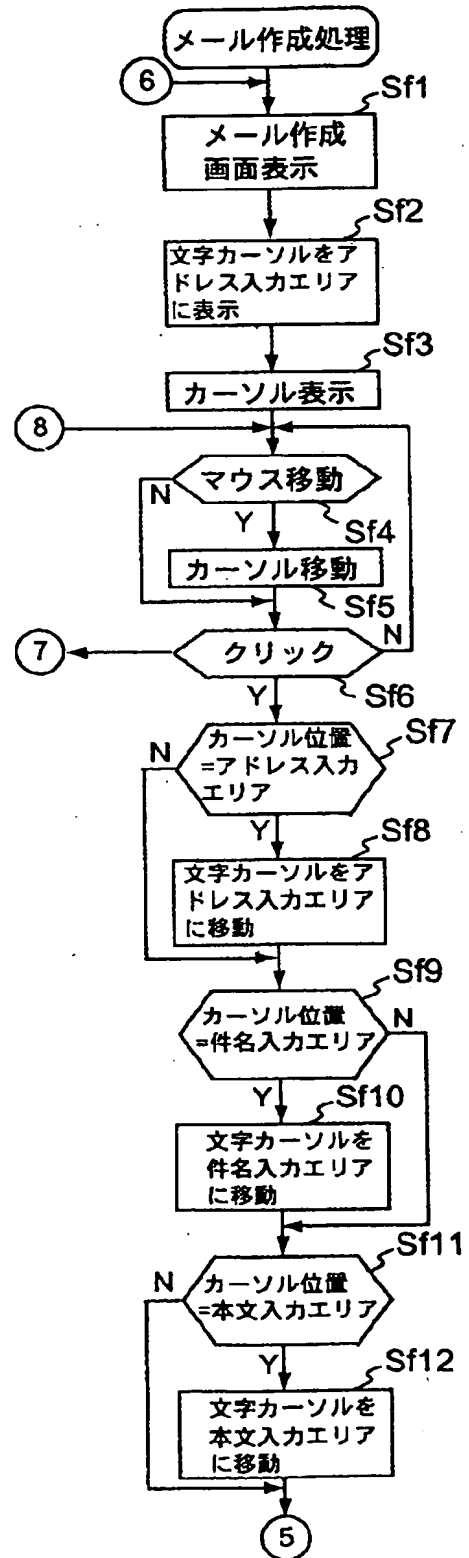 メール作成処理
6
Sf1
メール作成
画面表示
Sf2
文字カーソルをア
ドレス入力エリア
に表示
Sf3
カーソル表示
8
マウス移動
N
Y
Sf4
カーソル移動
Sf5
7
クリック
N
Y
Sf6
Sf7
カーソル位置
=アドレス入力
エリア
N
Y
Sf8
文字カーソルをア
ドレス入力エリア
に移動
Sf9
カーソル位置
=件名入力エリア
N
Y
Sf10
文字カーソルを
件名入力エリア
に移動
Sf11
カーソル位置
=本文入力エリア
N
Y
Sf12
文字カーソルを
本文入力エリア
に移動
5